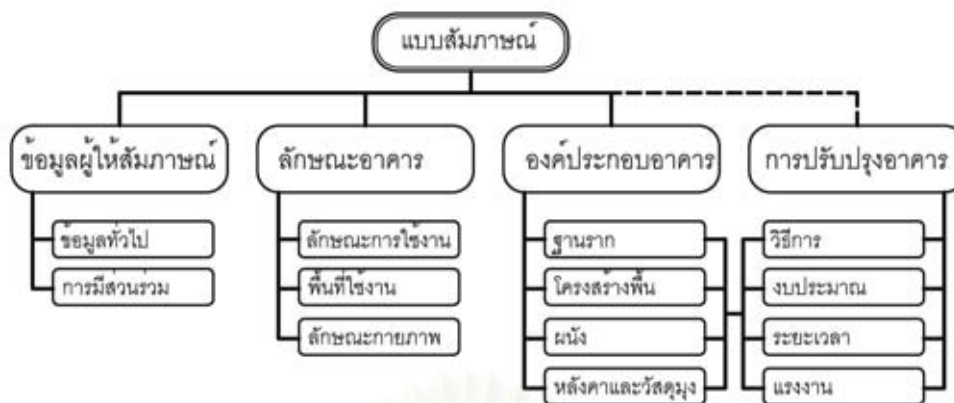 แบบสัมภาษณ์
ข้อมูลผู้ให้สัมภาษณ์
ลักษณะอาคาร
องค์ประกอบอาคาร
การปรับปรุงอาคาร
ข้อมูลทั่วไป
การมีส่วนร่วม
ลักษณะการใช้งาน
พื้นที่ใช้งาน
ลักษณะกายภาพ
ฐานราก
โครงสร้างพื้น
ผนัง
หลังคาและวัสดุมุง
วิธีการ
งบประมาณ
ระยะเวลา
แรงงาน